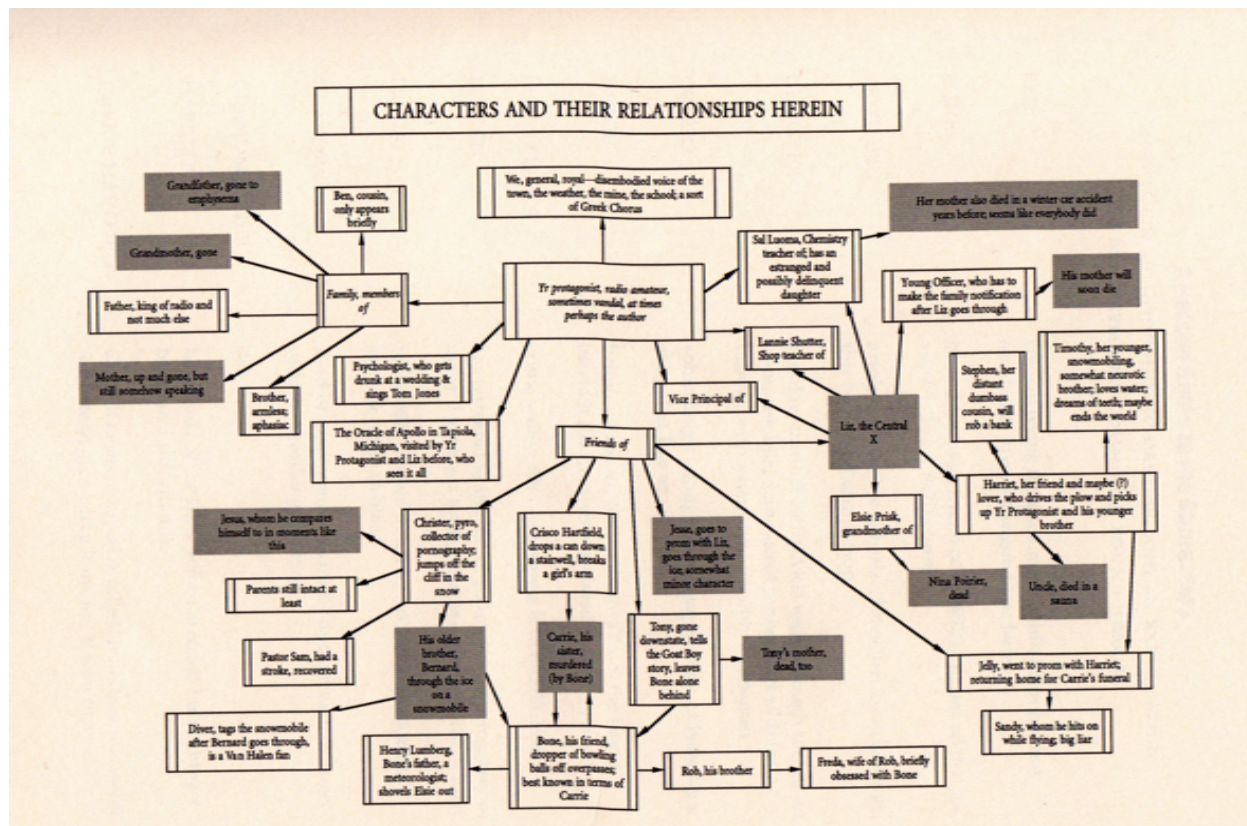 CHARACTERS AND THEIR RELATIONSHIPS HEREIN
Grandfather, gone to
emphysema
Ben, cousin,
only appears
briefly
We, general, royal—disembodied voice of the
town, the weather, the mine, the school; a sort
of Greek Chorus
Her mother also died in a winter car accident
years before; seems like everybody did
Grandmother, gone
Sal Luoma, Chemistry
teacher of; has an
estranged and
possibly delinquent
daughter
Family, members
of
Yr protagonist, radio amateur,
sometimes vandal, at times
perhaps the author
Young Officer, who has to
make the family notification
after Liz goes through
His mother will
soon die
Father, king of radio and
not much else
Lannie Shutter,
Shop teacher of
Timothy, her younger,
snowmobiling,
somewhat neurotic
brother; loves water;
dreams of teeth; maybe
ends the world
Mother, up and gone, but
still somehow speaking
Psychologist, who gets
drunk at a wedding &
sings Tom Jones
Stephen, her
distant
dumbass
cousin, will
rob a bank
Brother,
armless;
aphasiac
Vice Principal of
Liz, the Central
X
The Oracle of Apollo in Tapiola,
Michigan, visited by Yr
Protagonist and Liz before, who
sees it all
Friends of
Harriet, her friend and maybe (?)
lover, who drives the plow and picks
up Yr Protagonist and his younger
brother
Jesus, whom he compares
himself to in moments like
this
Christer, pyro,
collector of
pornography;
jumps off the
cliff in the
snow
Crisco Hartfield,
drops a can down
a stairwell, breaks
a girl's arm
Jesse, goes to
prom with Liz,
goes through the
ice; somewhat
minor character
Elsie Prisk,
grandmother of
Parents still intact at
least
Nina Poirier,
dead
Uncle, died in a
sauna
Pastor Sam, had a
stroke, recovered
His older
brother,
Bernard,
through the ice
on a
snowmobile
Carrie, his
sister,
murdered
(by Bone)
Tony, gone
downstate, tells
the Goat Boy
story, leaves
Bone alone
behind
Tony's mother,
dead, too
Jelly, went to prom with Harriet;
returning home for Carrie's funeral
Diver, tags the snowmobile
after Bernard goes through,
is a Van Halen fan
Henry Lumberg,
Bone's father, a
meteorologist;
shovels Elsie out
Bone, his friend,
dropper of bowling
balls off overpasses;
best known in terms of
Carrie
Rob, his brother
Freda, wife of Rob, briefly
obsessed with Bone
Sandy, whom he hits on
while flying; big liar